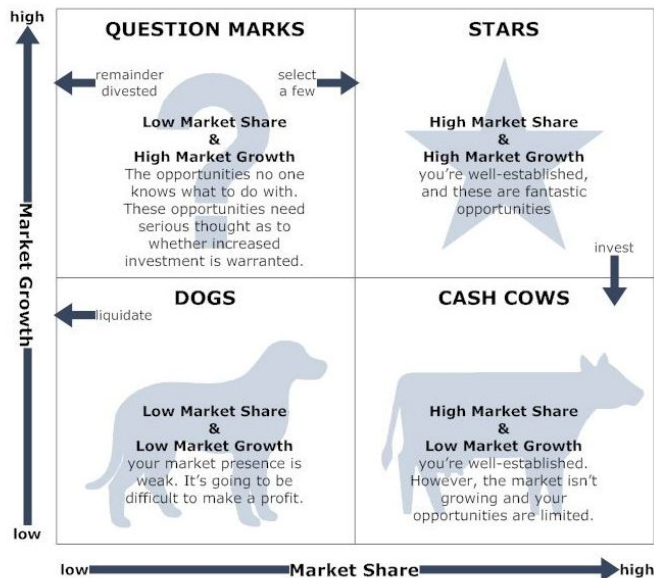 high
QUESTION MARKS
STARS
remainder
divested
select
a few
Low Market Share
&
High Market Growth
The opportunities no one
knows what to do with.
These opportunities need
serious thought as to
whether increased
investment is warranted.
High Market Share
&
High Market Growth
you're well-established,
and these are fantastic
opportunities
invest
Market Growth
DOGS
CASH COWS
liquidate
Low Market Share
&
Low Market Growth
your market presence is
weak. It's going to be
difficult to make a profit.
High Market Share
&
Low Market Growth
you're well-established.
However, the market isn't
growing and your
opportunities are limited.
low
low
Market Share
high